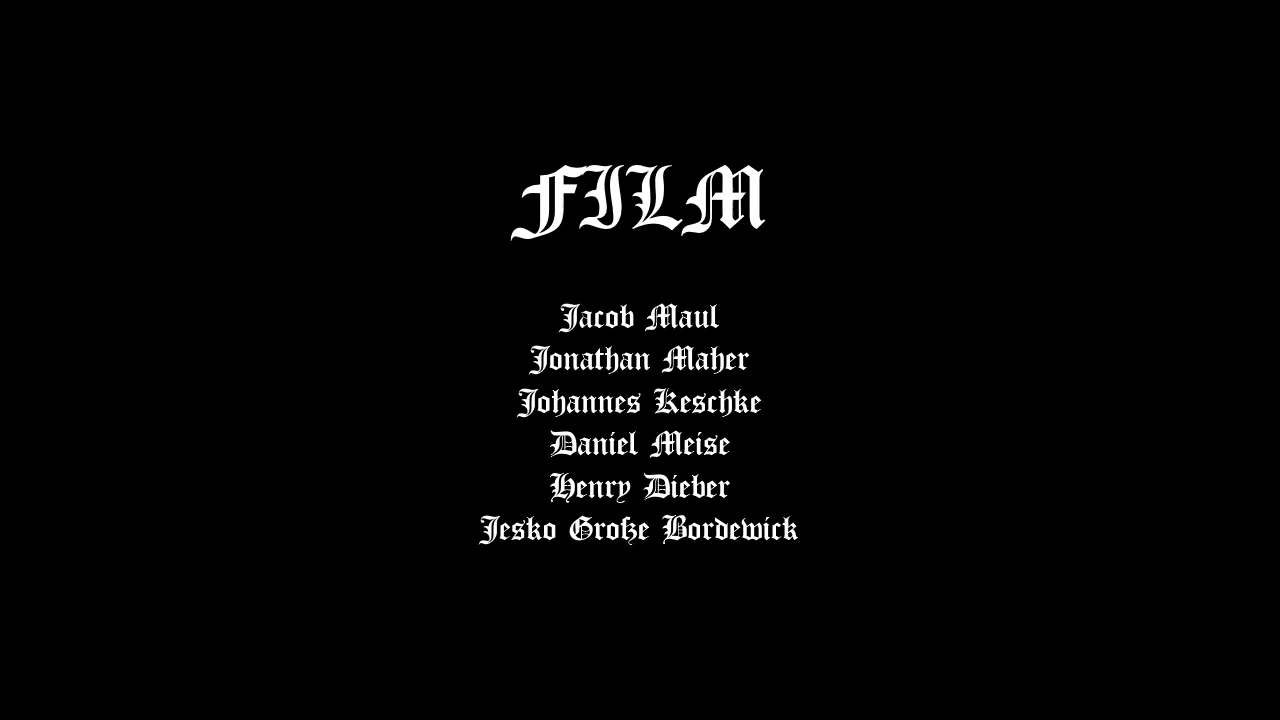 FILM
Jacob Maul
Jonathan Maher
Johannes Keschke
Daniel Meise
Henry Dieber
Jesko Große Bordewick